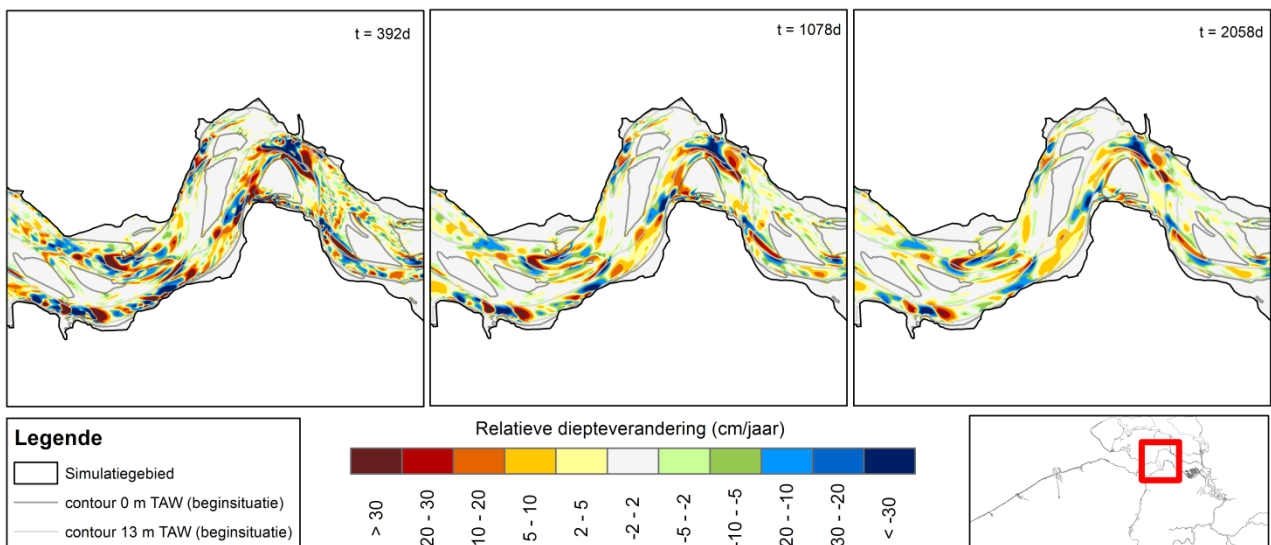 t = 392d
t = 1078d
t = 2058d
Legende
Simulatiegebied
contour 0 m TAW (beginsituatie)
contour 13 m TAW (beginsituatie)
Relatieve diepteverandering (cm/jaar)
> 30
20 - 30
10 - 20
5 - 10
2 - 5
-2 - 2
-5 - -2
-10 - -5
20 - -10
30 - -20
< -30